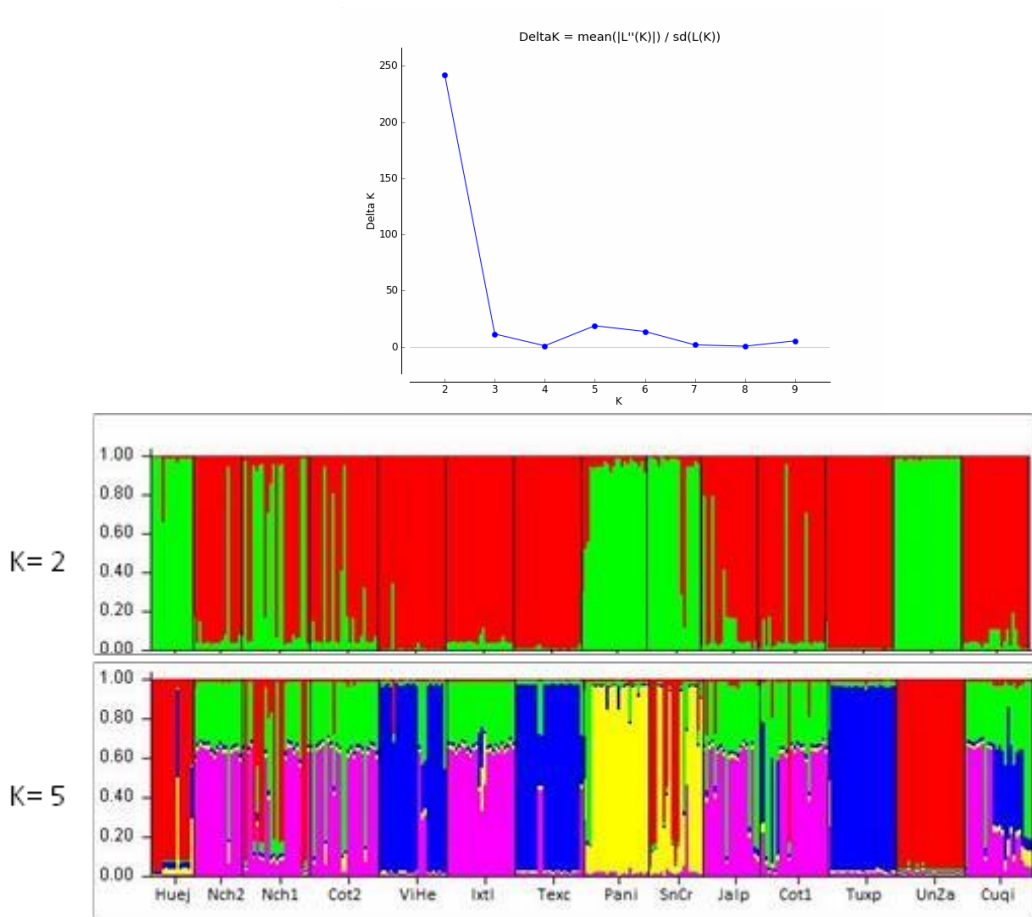 DeltaK = mean(|L''(K)|) / sd(L(K))
250
200
150
100
50
0
Delta K
2 3 4 5 6 7 8 9
K
K= 2
1.00
0.80
0.60
0.40
0.20
0.00
K= 5
1.00
0.80
0.60
0.40
0.20
0.00
Huej Nch2 Nch1 Cot2 ViHe Ixtl Texc Pani SnCr Jalp Cot1 Tuxp UnZa Cuqi